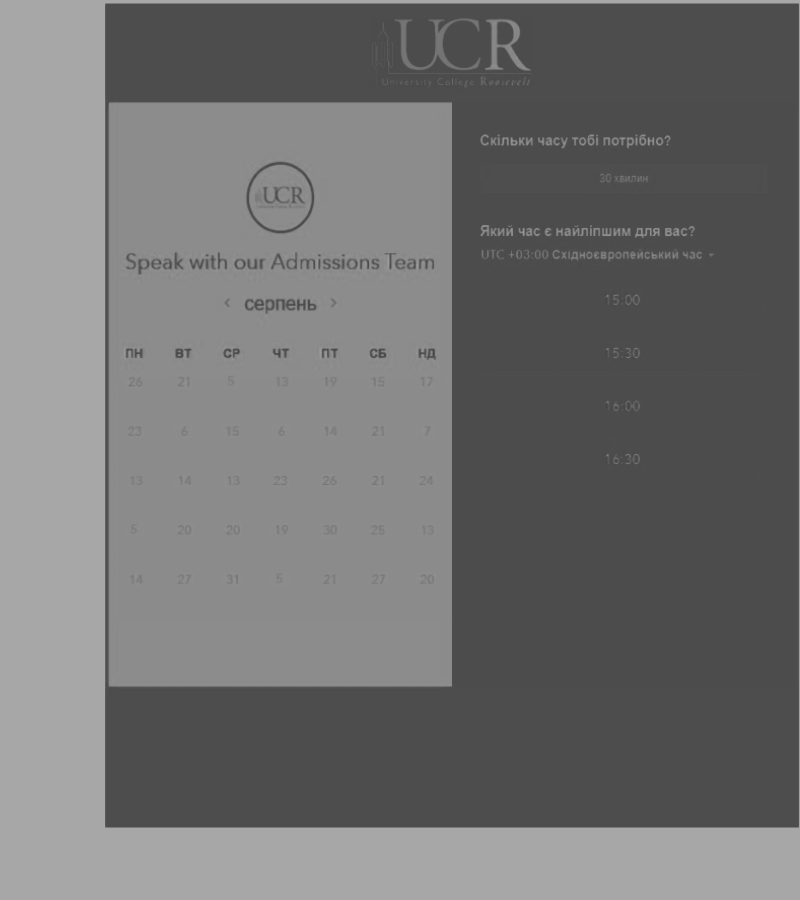 UCR
University College Roosevelt
UCR
Speak with our Admissions Team
‹ серпень ›
ПН ВТ СР ЧТ ПТ СБ НД
26 21 5 13 19 15 17
23 6 15 6 14 21 7
13 14 13 23 26 21 24
5 20 20 19 30 25 13
14 27 31 5 21 27 20
Скільки часу тобі потрібно?
30 хвилин
Який час є найліпшим для вас?
UTC +03:00 Східноєвропейський час
15:00
15:30
16:00
16:30